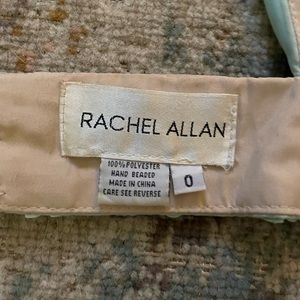 RACHEL ALLAN
100% POLYESTER
HAND BEADED
MADE IN CHINA
CARE SEE REVERSE
0